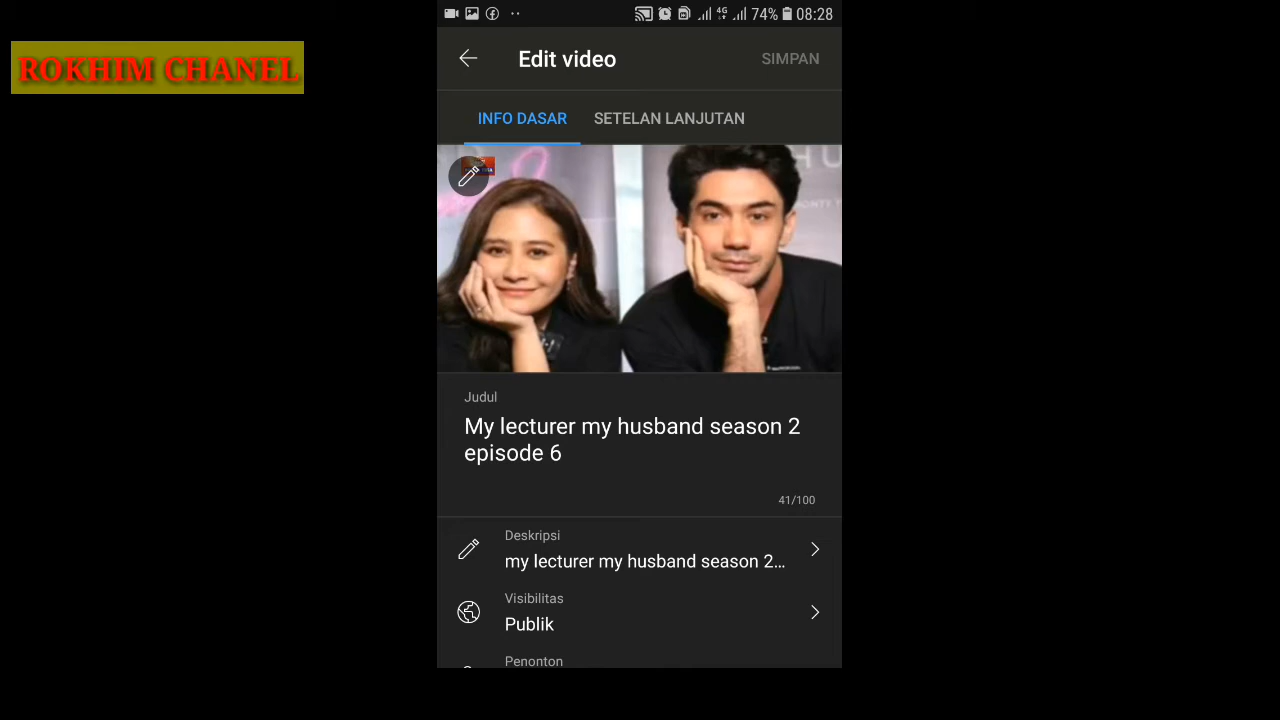 74% 08:28
ROKHIM CHANEL
Edit video
SIMPAN
INFO DASAR
SETELAN LANJUTAN
Judul
My lecturer my husband season 2
episode 6
41/100
Deskripsi
my lecturer my husband season 2...
Visibilitas
Publik
Penonton